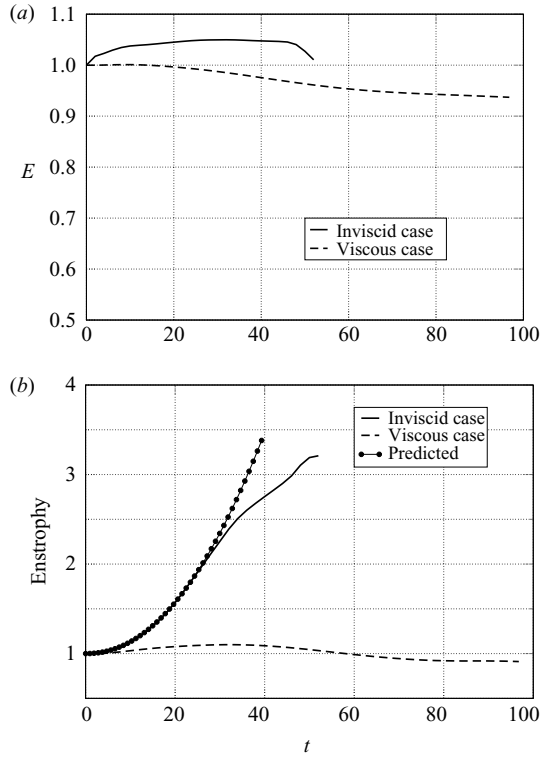 (a)
1.1
1.0
0.9
E
0.8
0.7
0.6
0.5
Inviscid case
Viscous case
0
20
40
60
80
100
(b)
4
3
Enstrophy
2
1
Inviscid case
Viscous case
Predicted
0
20
40
60
80
100
t